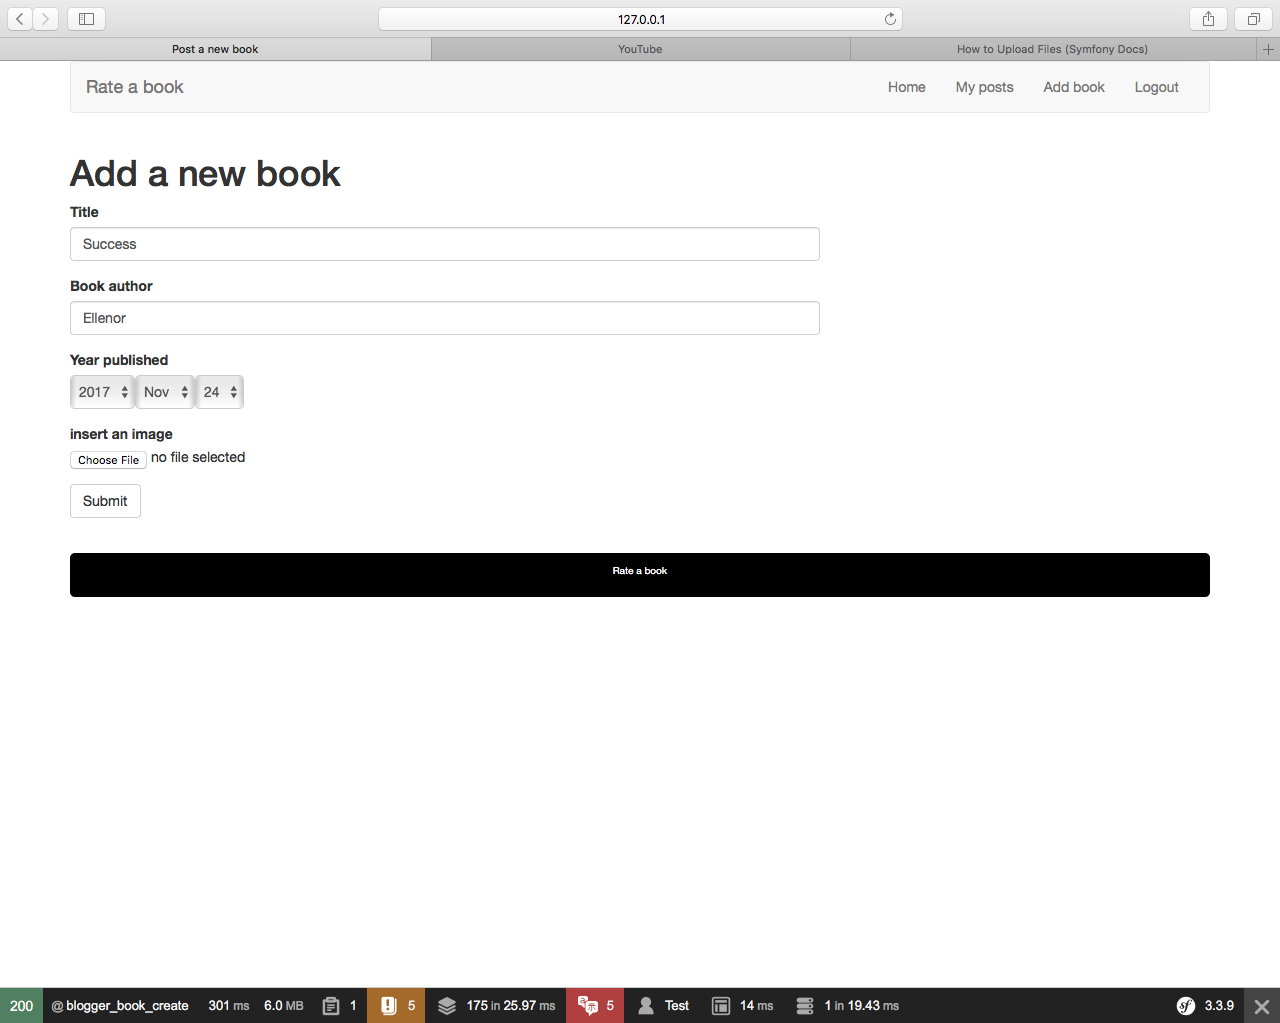 127.0.0.1
Post a new book
YouTube
How to Upload Files (Symfony Docs)
Rate a book
Home
My posts
Add book
Logout
Add a new book
Title
Success
Book author
Ellenor
Year published
2017 Nov 24
insert an image
Choose File no file selected
Submit
Rate a book
200 @ blogger_book_create 301 ms 6.0 MB 1 5 175 in 25.97 ms 5 Test 14 ms 1 in 19.43 ms sf 3.3.9